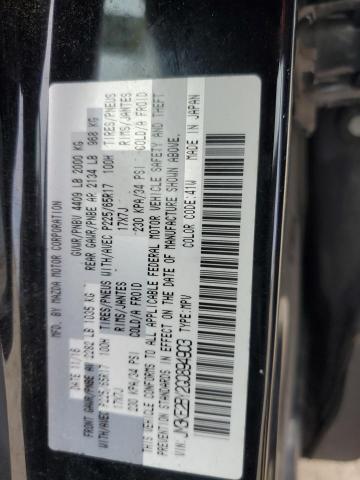 MFD. BY MAZDA MOTOR CORPORATION
DATE 11/18 GVWR/PNBV 4409 LB 2000 KG
FRONT GAWR/PNBE AV 2282 LB 1035 KG REAR GAWR/PNBE AR 2134 LB 968 KG
WITH/AVEC P225/65R17 100H TIRES/PNEUS WITH/AVEC P225/65R17 100H TIRES/PNEUS
17X7J RIMS/JANTES 17X7J RIMS/JANTES
230 KPA/34 PSI COLD/A FROID 230 KPA/34 PSI COLD/A FROID
THIS VEHICLE CONFORMS TO ALL APPLICABLE FEDERAL MOTOR VEHICLE SAFETY AND THEFT
PREVENTION STANDARDS IN EFFECT ON THE DATE OF MANUFACTURE SHOWN ABOVE.
TYPE:MPV COLOR CODE:41W MADE IN JAPAN